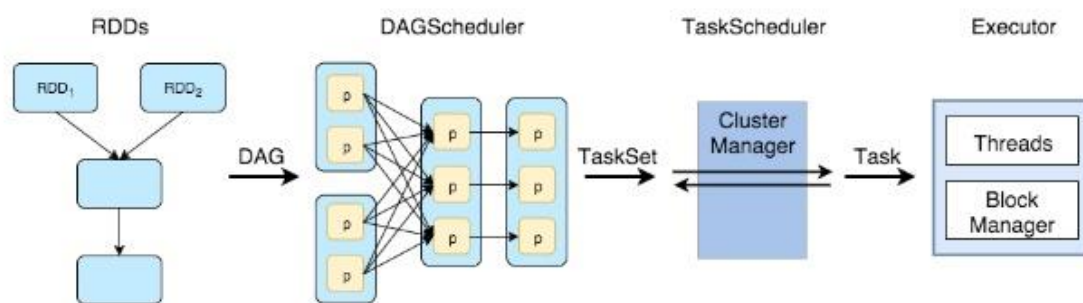 RDDs
DAGScheduler
TaskScheduler
Executor
RDD₁
RDD₂
DAG
p
p
p
p
p
p
p
p
p
p
TaskSet
Cluster
Manager
Task
Threads
Block
Manager